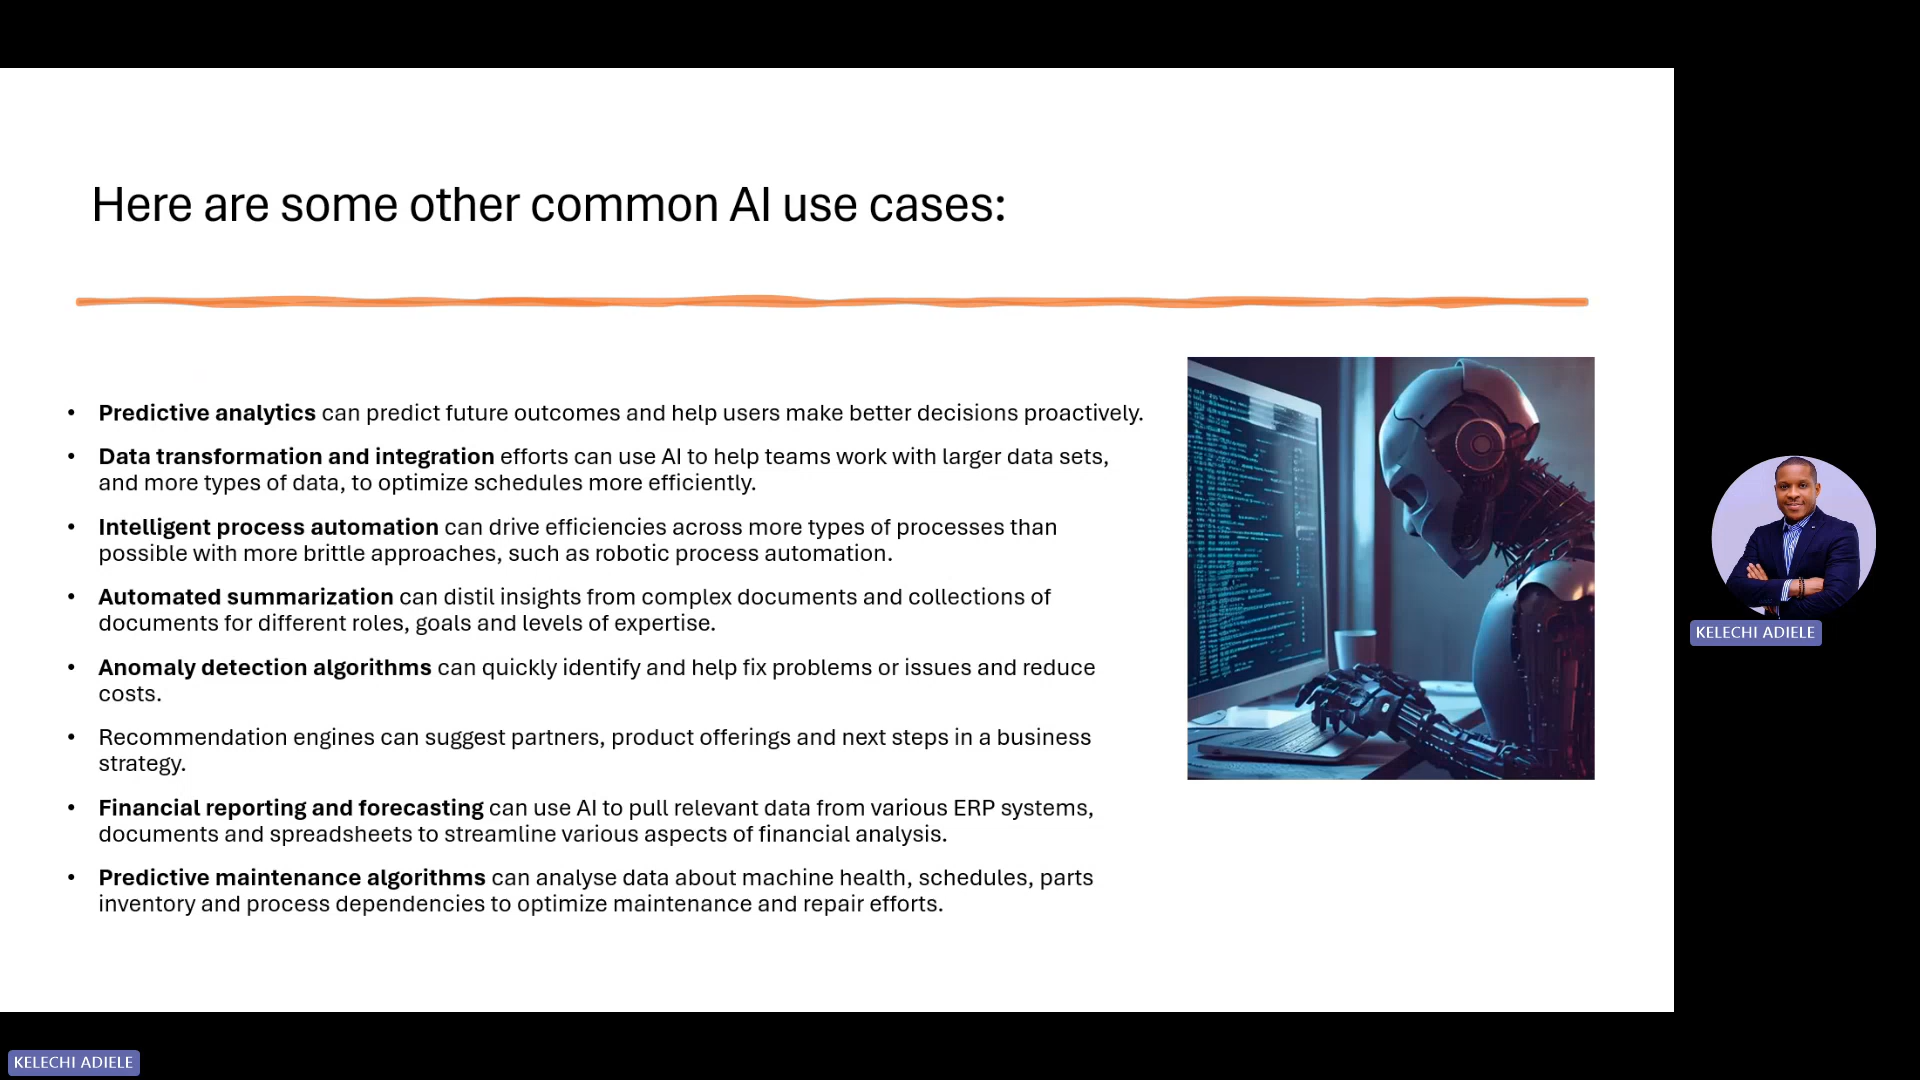 Here are some other common AI use cases:
• Predictive analytics can predict future outcomes and help users make better decisions proactively.
• Data transformation and integration efforts can use AI to help teams work with larger data sets,
and more types of data, to optimize schedules more efficiently.
• Intelligent process automation can drive efficiencies across more types of processes than
possible with more brittle approaches, such as robotic process automation.
• Automated summarization can distil insights from complex documents and collections of
documents for different roles, goals and levels of expertise.
• Anomaly detection algorithms can quickly identify and help fix problems or issues and reduce
costs.
• Recommendation engines can suggest partners, product offerings and next steps in a business
strategy.
• Financial reporting and forecasting can use AI to pull relevant data from various ERP systems,
documents and spreadsheets to streamline various aspects of financial analysis.
• Predictive maintenance algorithms can analyse data about machine health, schedules, parts
inventory and process dependencies to optimize maintenance and repair efforts.
KELECHI ADIELE
KELECHI ADIELE